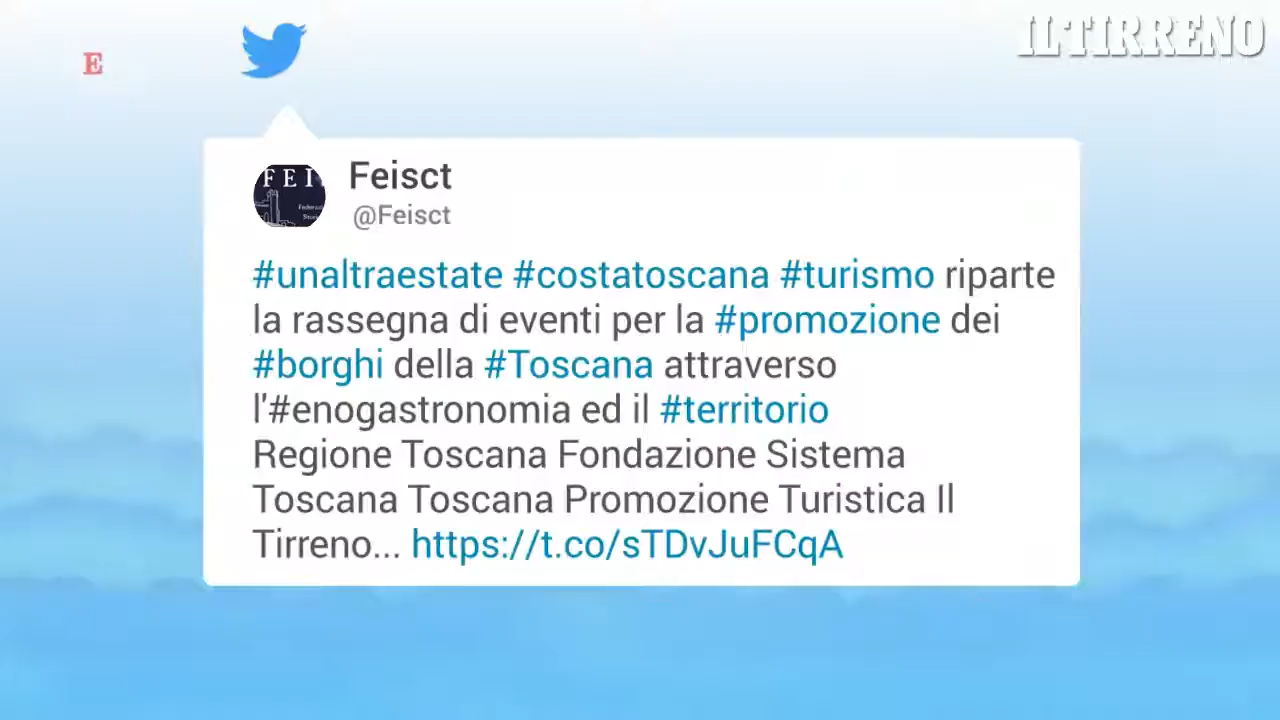 E
IL TIRRENO
FEI
Feisct
@Feisct
#unaltraestate #costatoscana #turismo riparte
la rassegna di eventi per la #promozione dei
#borghi della #Toscana attraverso
l'#enogastronomia ed il #territorio
Regione Toscana Fondazione Sistema
Toscana Toscana Promozione Turistica Il
Tirreno... https://t.co/sTDvJuFCqA